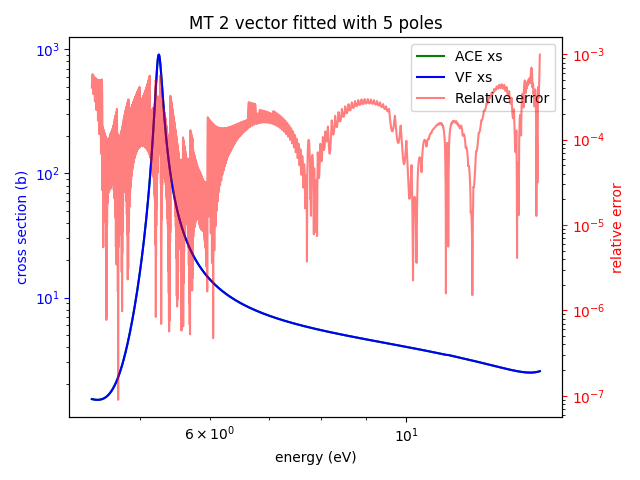 MT 2 vector fitted with 5 poles
ACE xs
VF xs
Relative error
cross section (b)
10³
10²
10¹
10⁻³
10⁻⁴
10⁻⁵
10⁻⁶
10⁻⁷
relative error
6 × 10⁰
10¹
energy (eV)